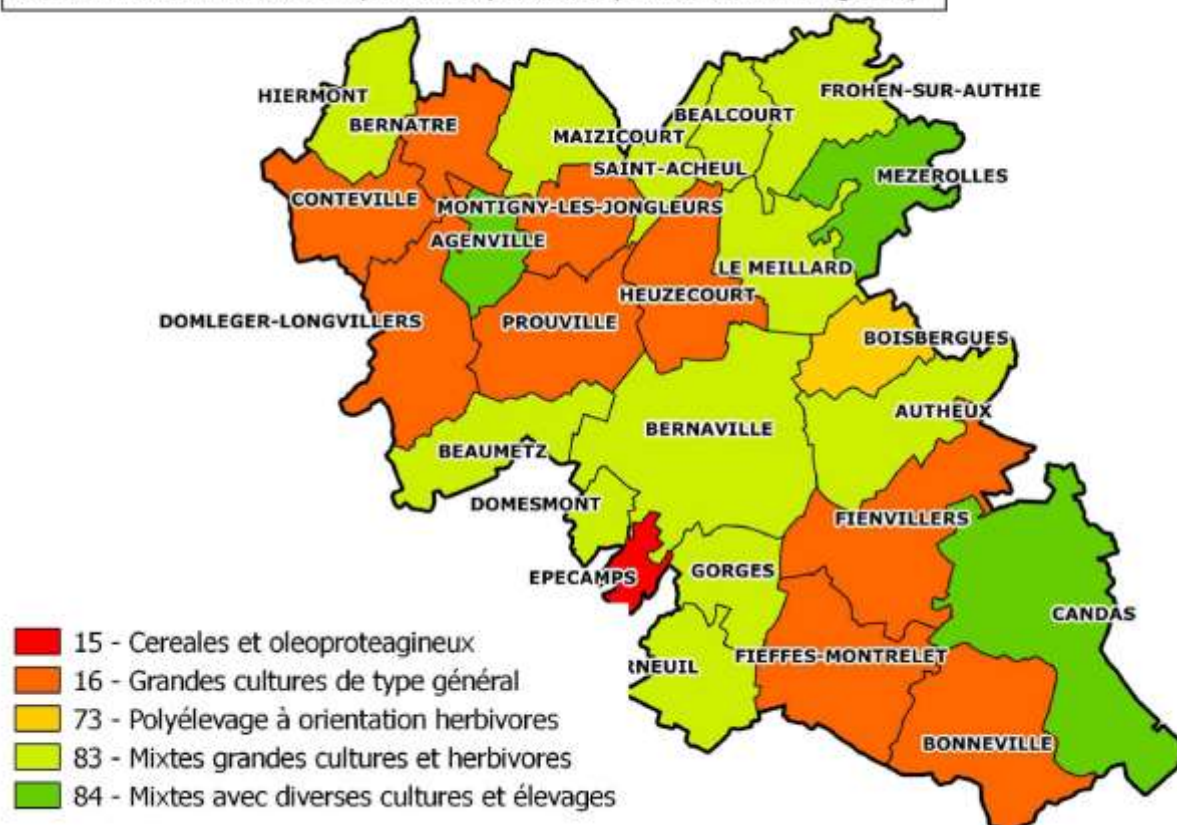 HIERMONT
BERNATRE
MAIZICOURT
BEALCOURT
FROHEN-SUR-AUTHIE
SAINT-ACHEUL
MEZEROLLES
CONTEVILLE
MONTIGNY-LES-JONGLEURS
AGENVILLE
LE MEILLARD
HEUZECOURT
DOMLEGER-LONGVILLERS
PROUVILLE
BOISBERGUES
AUTHEUX
BERNAVILLE
BEAUMETZ
DOMESMONT
FIENVILLERS
EPECAMPS
GORGES
CANDAS
RNEUIL
FIEFFES-MONTRELET
BONNEVILLE
15 - Cereales et oleoproteagineux
16 - Grandes cultures de type général
73 - Polyélevage à orientation herbivores
83 - Mixtes grandes cultures et herbivores
84 - Mixtes avec diverses cultures et élevages